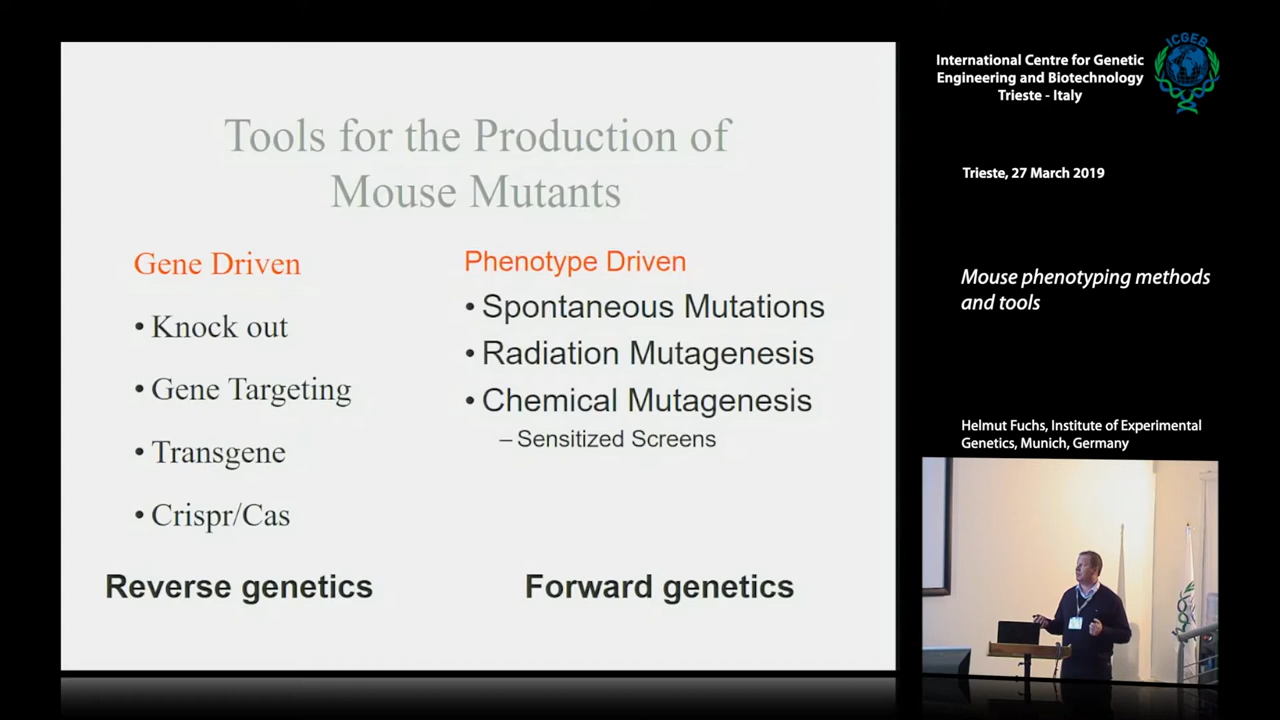 Tools for the Production of
Mouse Mutants
Gene Driven
• Knock out
• Gene Targeting
• Transgene
• Crispr/Cas
Reverse genetics
Phenotype Driven
• Spontaneous Mutations
• Radiation Mutagenesis
• Chemical Mutagenesis
– Sensitized Screens
Forward genetics
International Centre for Genetic
Engineering and Biotechnology
Trieste - Italy
ICGEB
Trieste, 27 March 2019
Mouse phenotyping methods
and tools
Helmut Fuchs, Institute of Experimental
Genetics, Munich, Germany